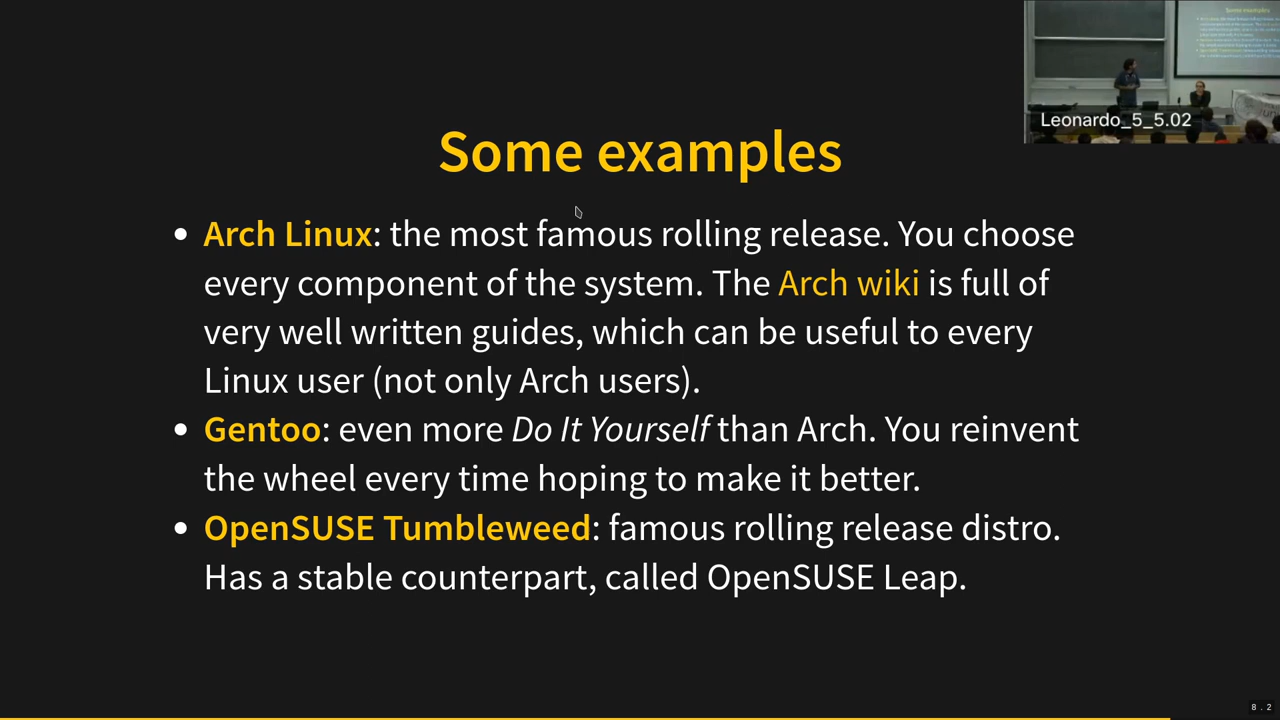 Some examples
Leonardo_5_5.02
Some examples
• Arch Linux: the most famous rolling release. You choose
every component of the system. The Arch wiki is full of
very well written guides, which can be useful to every
Linux user (not only Arch users).
• Gentoo: even more Do It Yourself than Arch. You reinvent
the wheel every time hoping to make it better.
• OpenSUSE Tumbleweed: famous rolling release distro.
Has a stable counterpart, called OpenSUSE Leap.
8.2